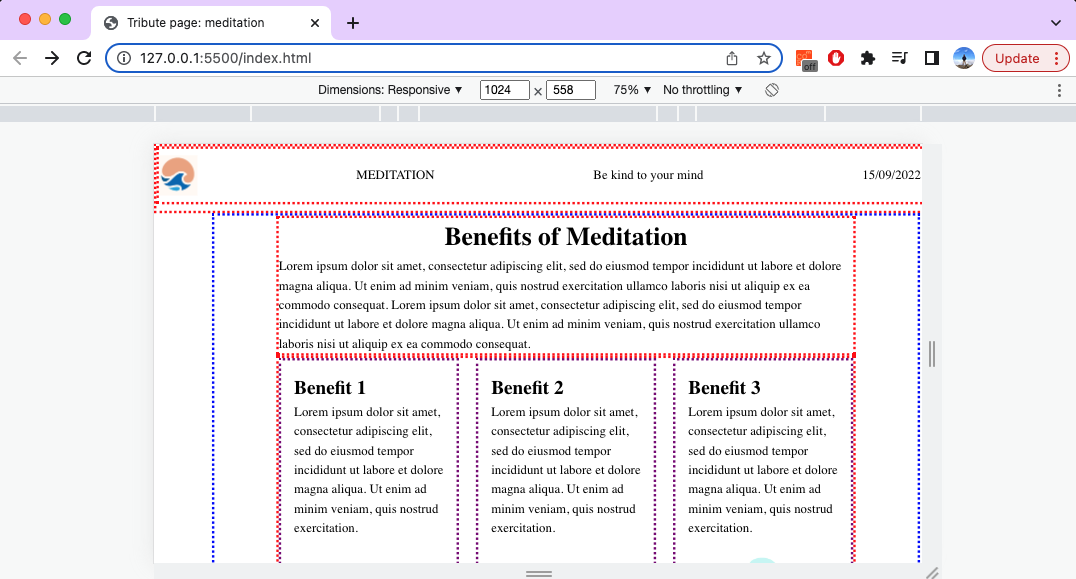 Tribute page: meditation
127.0.0.1:5500/index.html
off
Update
Dimensions: Responsive
1024 × 558
75%
No throttling
MEDITATION
Be kind to your mind
15/09/2022
Benefits of Meditation
Lorem ipsum dolor sit amet, consectetur adipiscing elit, sed do eiusmod tempor incididunt ut labore et dolore
magna aliqua. Ut enim ad minim veniam, quis nostrud exercitation ullamco laboris nisi ut aliquip ex ea
commodo consequat. Lorem ipsum dolor sit amet, consectetur adipiscing elit, sed do eiusmod tempor
incididunt ut labore et dolore magna aliqua. Ut enim ad minim veniam, quis nostrud exercitation ullamco
laboris nisi ut aliquip ex ea commodo consequat.
Benefit 1
Lorem ipsum dolor sit amet,
consectetur adipiscing elit,
sed do eiusmod tempor
incididunt ut labore et dolore
magna aliqua. Ut enim ad
minim veniam, quis nostrud
exercitation.
Benefit 2
Lorem ipsum dolor sit amet,
consectetur adipiscing elit,
sed do eiusmod tempor
incididunt ut labore et dolore
magna aliqua. Ut enim ad
minim veniam, quis nostrud
exercitation.
Benefit 3
Lorem ipsum dolor sit amet,
consectetur adipiscing elit,
sed do eiusmod tempor
incididunt ut labore et dolore
magna aliqua. Ut enim ad
minim veniam, quis nostrud
exercitation.